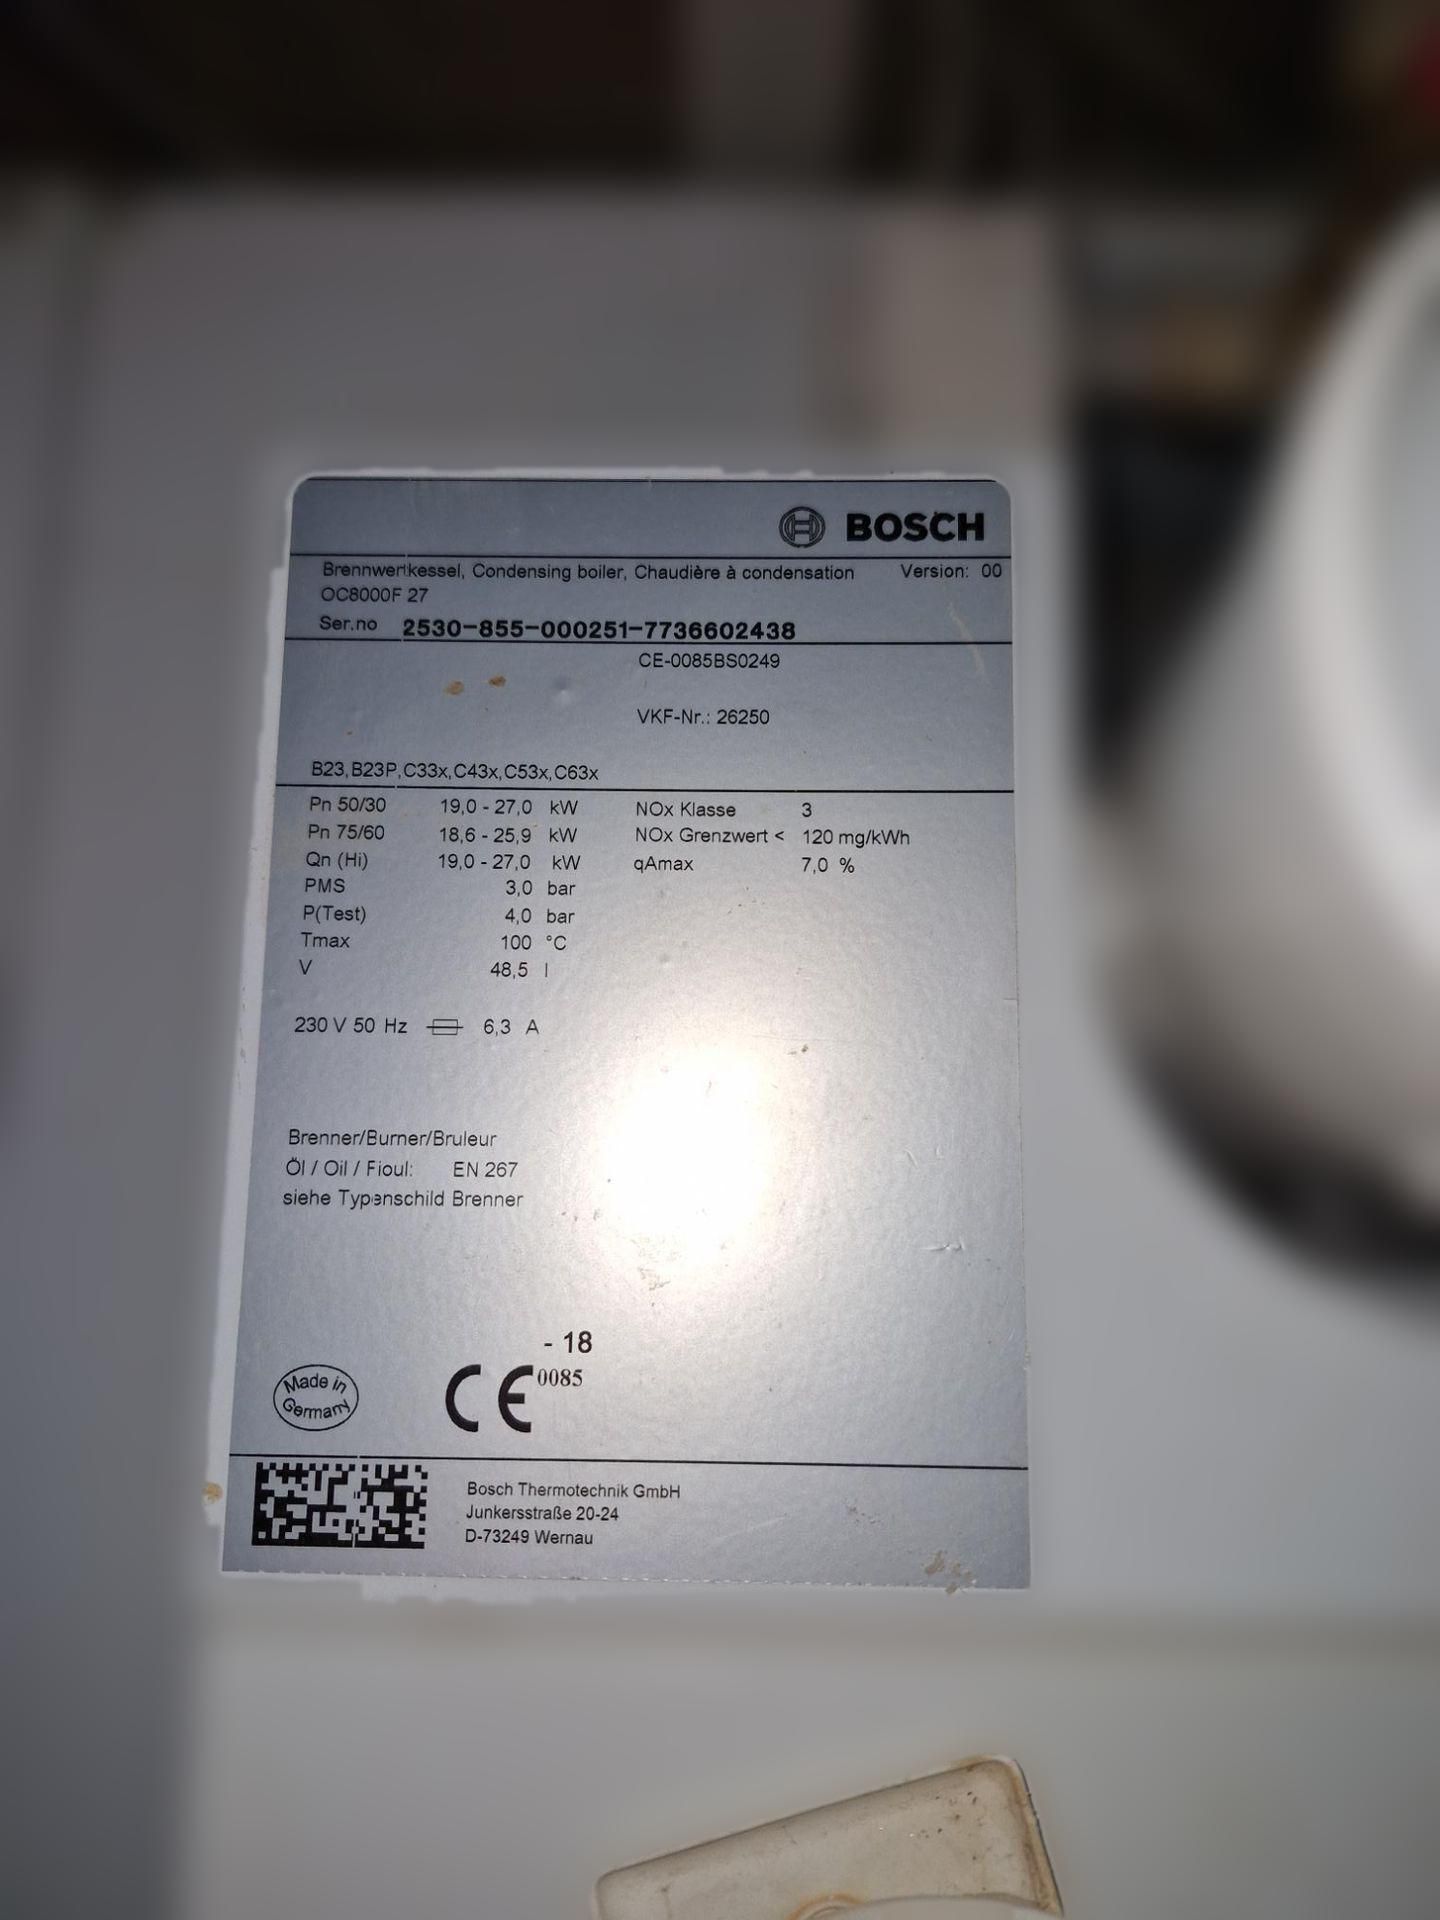 BOSCH
Brennwertkessel, Condensing boiler, Chaudière à condensation Version: 00
OC8000F 27
Ser.no 2530-855-000251-7736602438
CE-0085BS0249
VKF-Nr.: 26250
B23, B23P, C33x, C43x, C53x, C63x
Pn 50/30 19,0 - 27,0 kW NOx Klasse 3
Pn 75/60 18,6 - 25,9 kW NOx Grenzwert < 120 mg/kWh
Qn (Hi) 19,0 - 27,0 kW qAmax 7,0 %
PMS 3,0 bar
P(Test) 4,0 bar
Tmax 100 °C
V 48,5 l
230 V 50 Hz 6,3 A
Brenner/Burner/Bruleur
Öl / Oil / Fioul: EN 267
siehe Typenschild Brenner
- 18
CE 0085
Made in
Germany
Bosch Thermotechnik GmbH
Junkersstraße 20-24
D-73249 Wernau